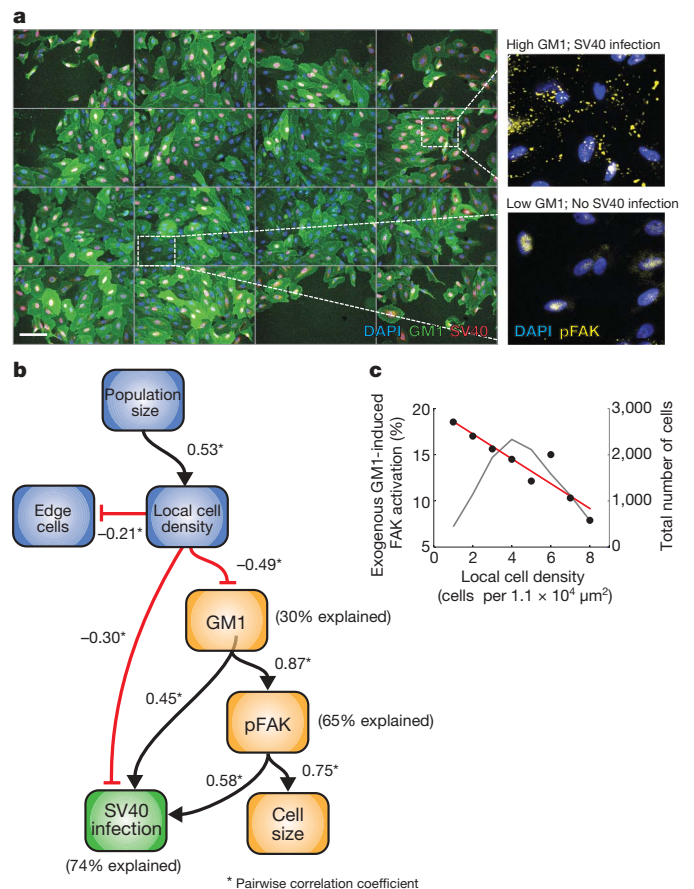 a
High GM1; SV40 infection
Low GM1; No SV40 infection
DAPI GM1 SV40
DAPI pFAK
b
Population
size
0.53*
Edge
cells
–0.21*
Local cell
density
–0.49*
GM1
(30% explained)
–0.30*
0.87*
0.45*
pFAK
(65% explained)
0.58*
0.75*
SV40
infection
Cell
size
(74% explained)
* Pairwise correlation coefficient
c
Exogenous GM1-induced
FAK activation (%)
20
15
10
5
3,000
2,000
1,000
0
Total number of cells
0 2 4 6 8
Local cell density
(cells per 1.1 × 10⁴ µm²)